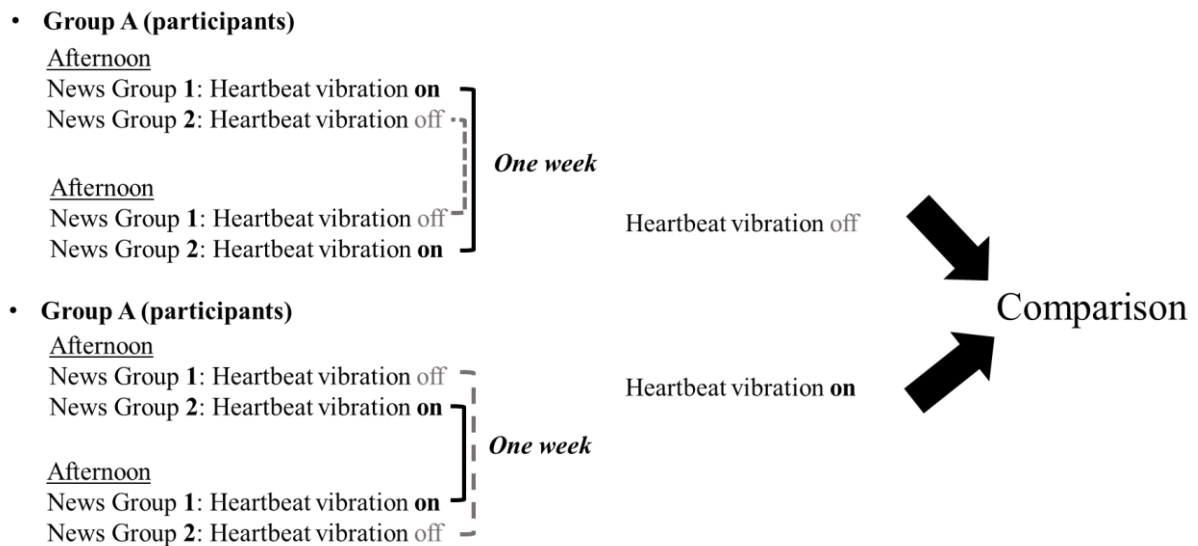 • Group A (participants)
Afternoon
News Group 1: Heartbeat vibration on
News Group 2: Heartbeat vibration off
One week
Afternoon
News Group 1: Heartbeat vibration off
News Group 2: Heartbeat vibration on
• Group A (participants)
Afternoon
News Group 1: Heartbeat vibration off
News Group 2: Heartbeat vibration on
One week
Afternoon
News Group 1: Heartbeat vibration on
News Group 2: Heartbeat vibration off
Heartbeat vibration off
Heartbeat vibration on
Comparison